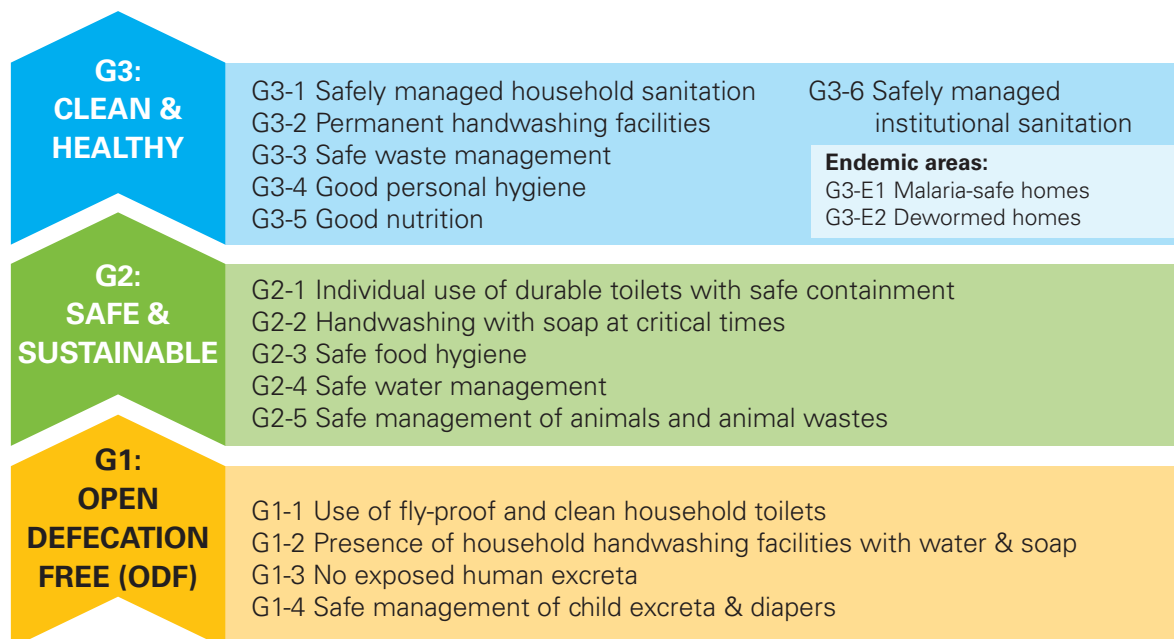 G3:
CLEAN &
HEALTHY
G3-1 Safely managed household sanitation
G3-2 Permanent handwashing facilities
G3-3 Safe waste management
G3-4 Good personal hygiene
G3-5 Good nutrition
G3-6 Safely managed
institutional sanitation
Endemic areas:
G3-E1 Malaria-safe homes
G3-E2 Dewormed homes
G2:
SAFE &
SUSTAINABLE
G2-1 Individual use of durable toilets with safe containment
G2-2 Handwashing with soap at critical times
G2-3 Safe food hygiene
G2-4 Safe water management
G2-5 Safe management of animals and animal wastes
G1:
OPEN
DEFECATION
FREE (ODF)
G1-1 Use of fly-proof and clean household toilets
G1-2 Presence of household handwashing facilities with water & soap
G1-3 No exposed human excreta
G1-4 Safe management of child excreta & diapers